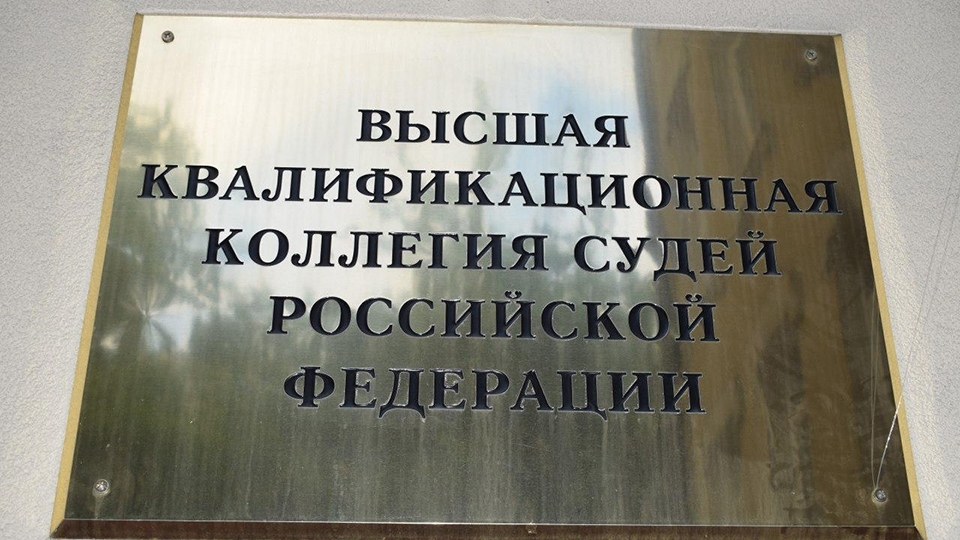 ВЫСШАЯ
КВАЛИФИКАЦИОННАЯ
КОЛЛЕГИЯ СУДЕЙ
РОССИЙСКОЙ
ФЕДЕРАЦИИ